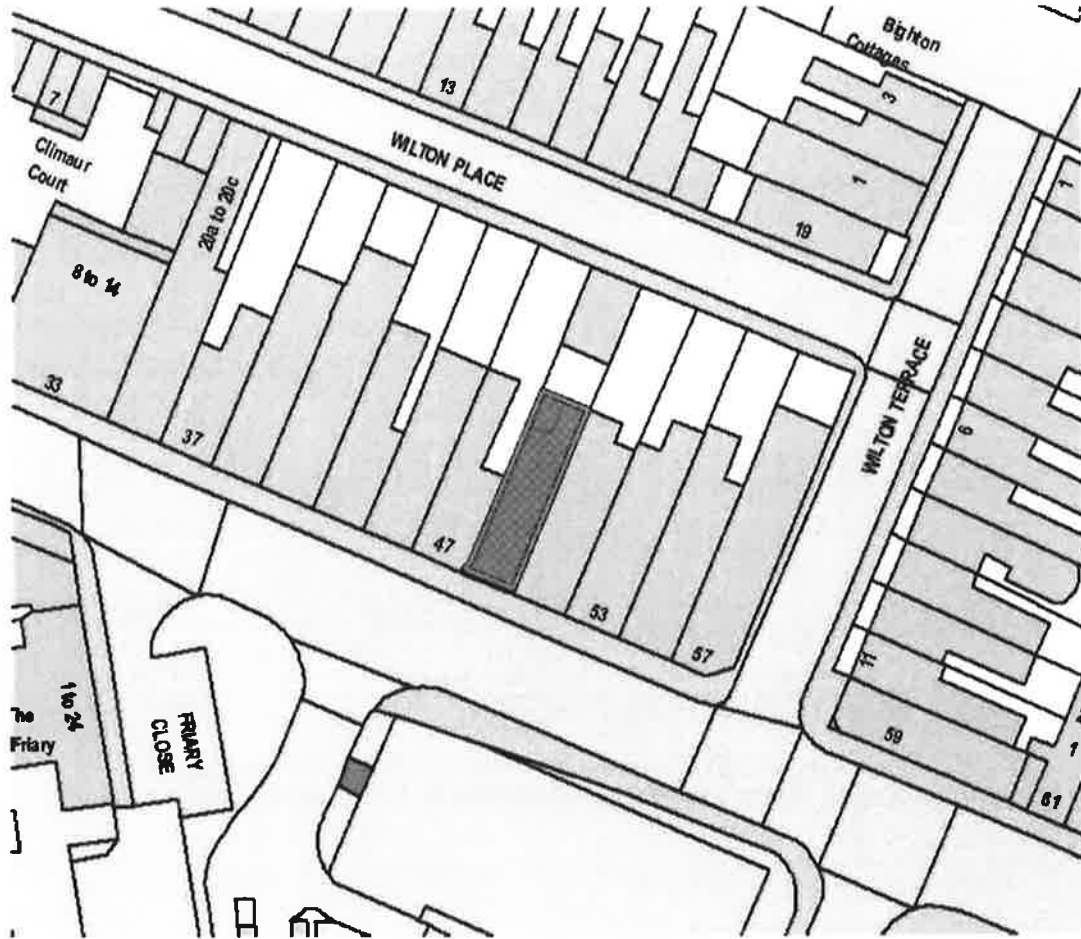 Bighton
Cottages
3
7
13
WILTON PLACE
Climaur
Court
20a to 20c
1
1
19
8 to 14
WILTON TERRACE
33
6
37
47
53
57
11
1 to 24
The
Friary
FRIARY
CLOSE
59
1
61